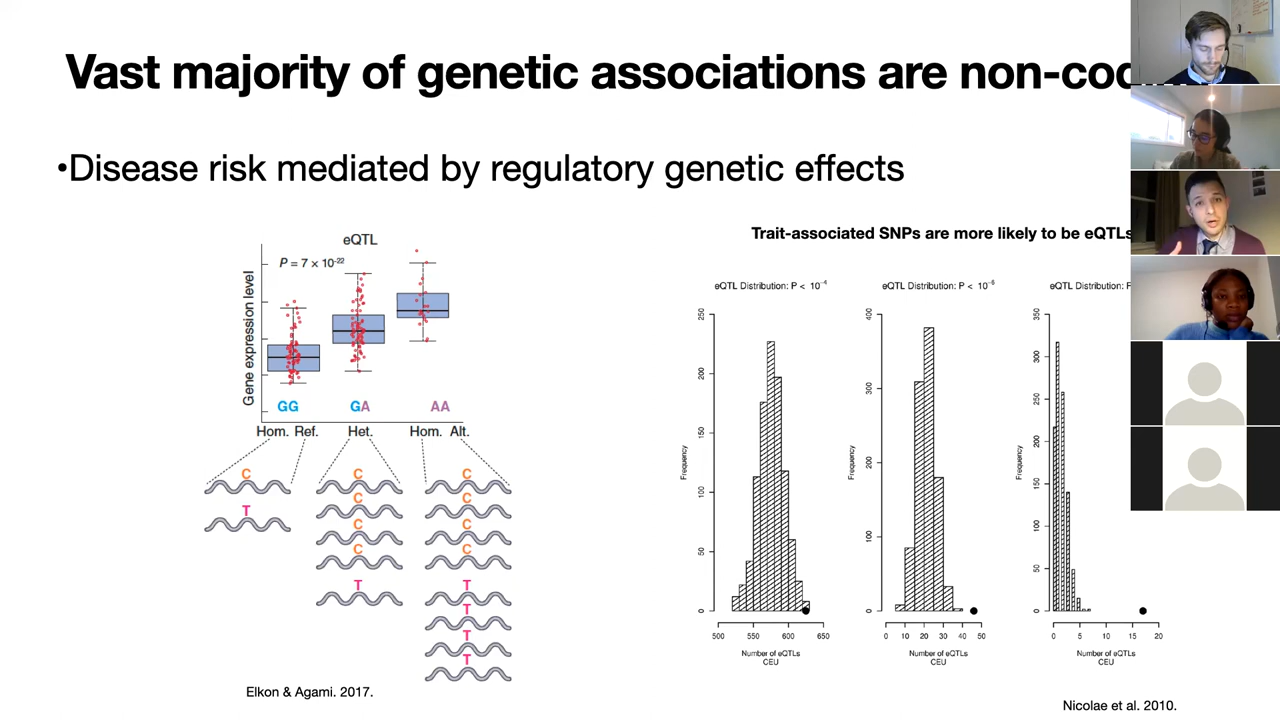 Vast majority of genetic associations are non-cod
•Disease risk mediated by regulatory genetic effects
eQTL
P = 7 × 10-22
Gene expression level
GG GA AA
Hom. Ref. Het. Hom. Alt.
C C C
T C C
C C
C C
T T
T
T
T
Elkon & Agami. 2017.
Trait-associated SNPs are more likely to be eQTLs
eQTL Distribution: P < 10-4
Frequency
0 50 100 150 200 250
500 550 600 650
Number of eQTLs
CEU
eQTL Distribution: P < 10-6
Frequency
0 100 200 300 400
0 10 20 30 40 50
Number of eQTLs
CEU
eQTL Distribution: P
Frequency
0 50 100 150 200 250 300 350
0 5 10 15 20
Number of eQTLs
CEU
Nicolae et al. 2010.